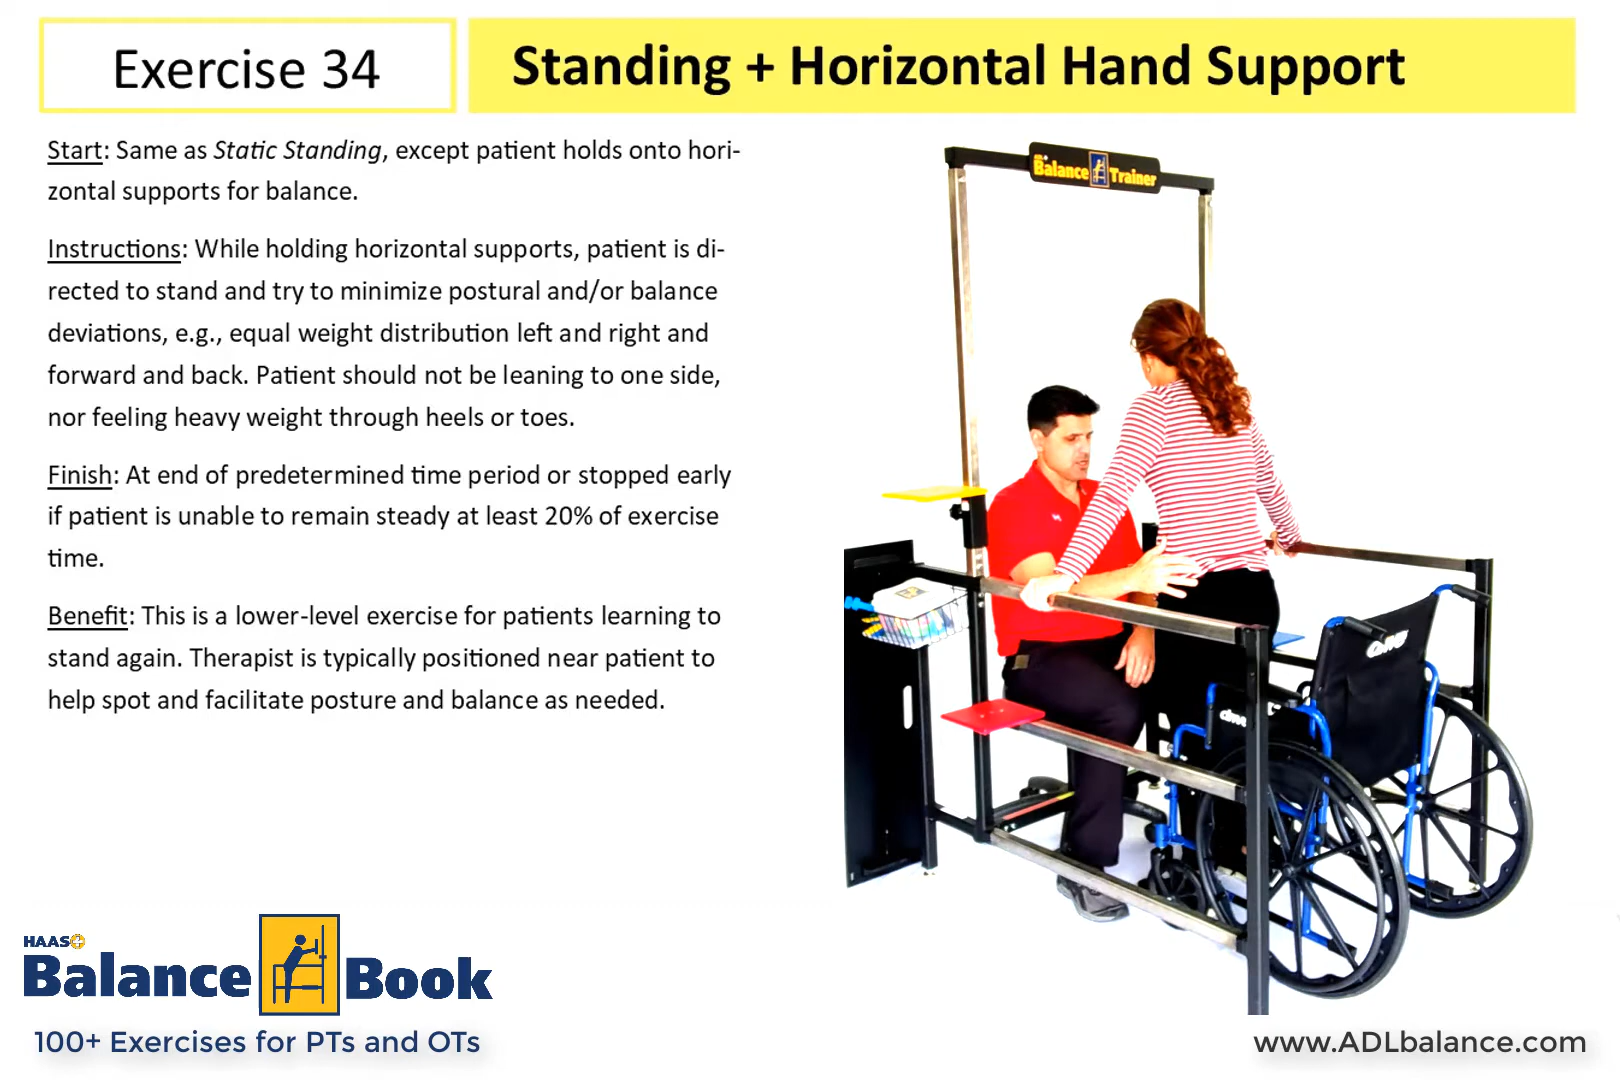 Exercise 34
Standing + Horizontal Hand Support
Start: Same as Static Standing, except patient holds onto hori-
zontal supports for balance.
Instructions: While holding horizontal supports, patient is di-
rected to stand and try to minimize postural and/or balance
deviations, e.g., equal weight distribution left and right and
forward and back. Patient should not be leaning to one side,
nor feeling heavy weight through heels or toes.
Finish: At end of predetermined time period or stopped early
if patient is unable to remain steady at least 20% of exercise
time.
Benefit: This is a lower-level exercise for patients learning to
stand again. Therapist is typically positioned near patient to
help spot and facilitate posture and balance as needed.
Balance Trainer
HAAS
Balance Book
100+ Exercises for PTs and OTs
www.ADLbalance.com